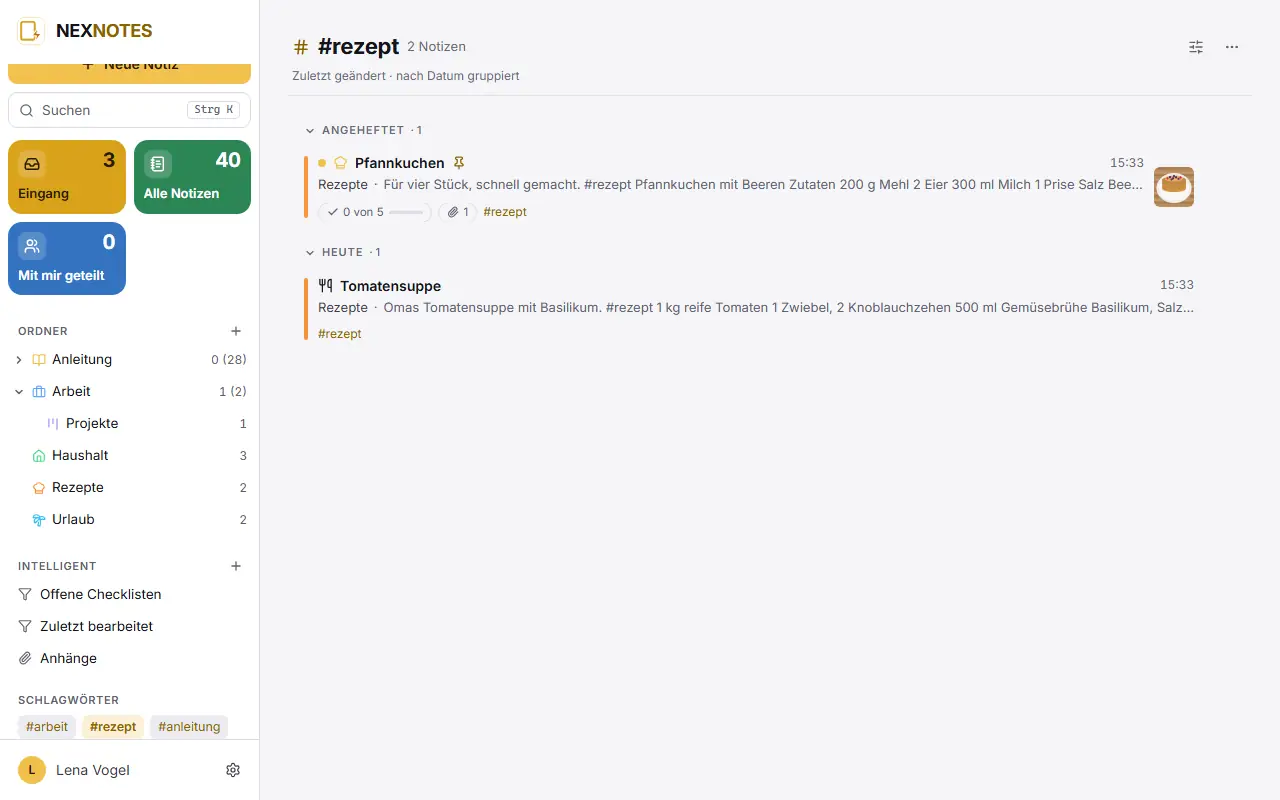 NEXNOTES
Neue Notiz
Suchen Strg K
3
Eingang
40
Alle Notizen
0
Mit mir geteilt
ORDNER
Anleitung 0 (28)
Arbeit 1 (2)
Projekte 1
Haushalt 3
Rezepte 2
Urlaub 2
INTELLIGENT
Offene Checklisten
Zuletzt bearbeitet
Anhänge
SCHLAGWÖRTER
#arbeit #rezept #anleitung
L Lena Vogel
# #rezept 2 Notizen
Zuletzt geändert · nach Datum gruppiert
ANGEHEFTET · 1
Pfannkuchen 15:33
Rezepte · Für vier Stück, schnell gemacht. #rezept Pfannkuchen mit Beeren Zutaten 200 g Mehl 2 Eier 300 ml Milch 1 Prise Salz Bee...
0 von 5 1 #rezept
HEUTE · 1
Tomatensuppe 15:33
Rezepte · Omas Tomatensuppe mit Basilikum. #rezept 1 kg reife Tomaten 1 Zwiebel, 2 Knoblauchzehen 500 ml Gemüsebrühe Basilikum, Salz...
#rezept